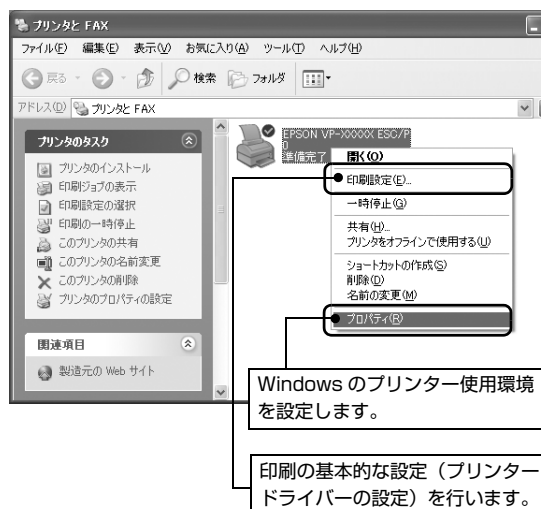 プリンタと FAX
ファイル(F) 編集(E) 表示(V) お気に入り(A) ツール(T) ヘルプ(H)
戻る 検索 フォルダ
アドレス(D) プリンタと FAX
プリンタのタスク
プリンタのインストール
印刷ジョブの表示
印刷設定の選択
印刷の一時停止
このプリンタの共有
このプリンタの名前変更
このプリンタの削除
プリンタのプロパティの設定
関連項目
製造元の Web サイト
EPSON VP-XXXXX ESC/P
0
準備完了
開く(O)
印刷設定(E)...
一時停止(G)
共有(H)...
プリンタをオフラインで使用する(U)
ショートカットの作成(S)
削除(D)
名前の変更(M)
プロパティ(R)
Windows のプリンター使用環境
を設定します。
印刷の基本的な設定（プリンター
ドライバーの設定）を行います。